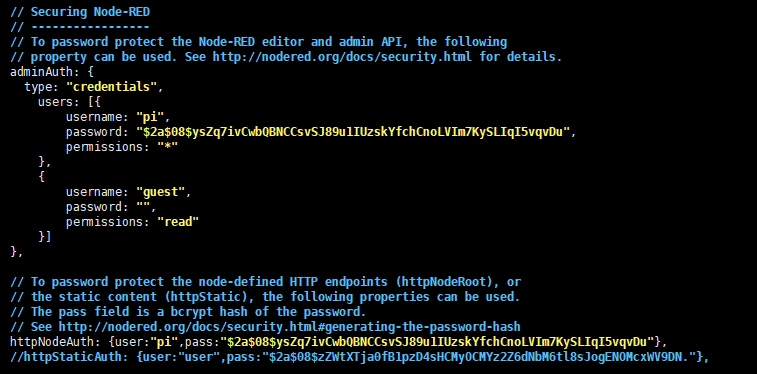 // Securing Node-RED
// -----------------
// To password protect the Node-RED editor and admin API, the following
// property can be used. See http://nodered.org/docs/security.html for details.
adminAuth: {
  type: "credentials",
    users: [{
        username: "pi",
        password: "$2a$08$ysZq7ivCwbQBNCCsvSJ89u1IUzskYfchCnoLVIm7KySLIqI5vqvDu",
        permissions: "*"
    },
    {
        username: "guest",
        password: "",
        permissions: "read"
    }]
},

// To password protect the node-defined HTTP endpoints (httpNodeRoot), or
// the static content (httpStatic), the following properties can be used.
// The pass field is a bcrypt hash of the password.
// See http://nodered.org/docs/security.html#generating-the-password-hash
httpNodeAuth: {user:"pi",pass:"$2a$08$ysZq7ivCwbQBNCCsvSJ89u1IUzskYfchCnoLVIm7KySLIqI5vqvDu"},
//httpStaticAuth: {user:"user",pass:"$2a$08$zZWtXTja0fB1pzD4sHCMyOCMYz2Z6dNbM6tl8sJogENOMcxWV9DN."},